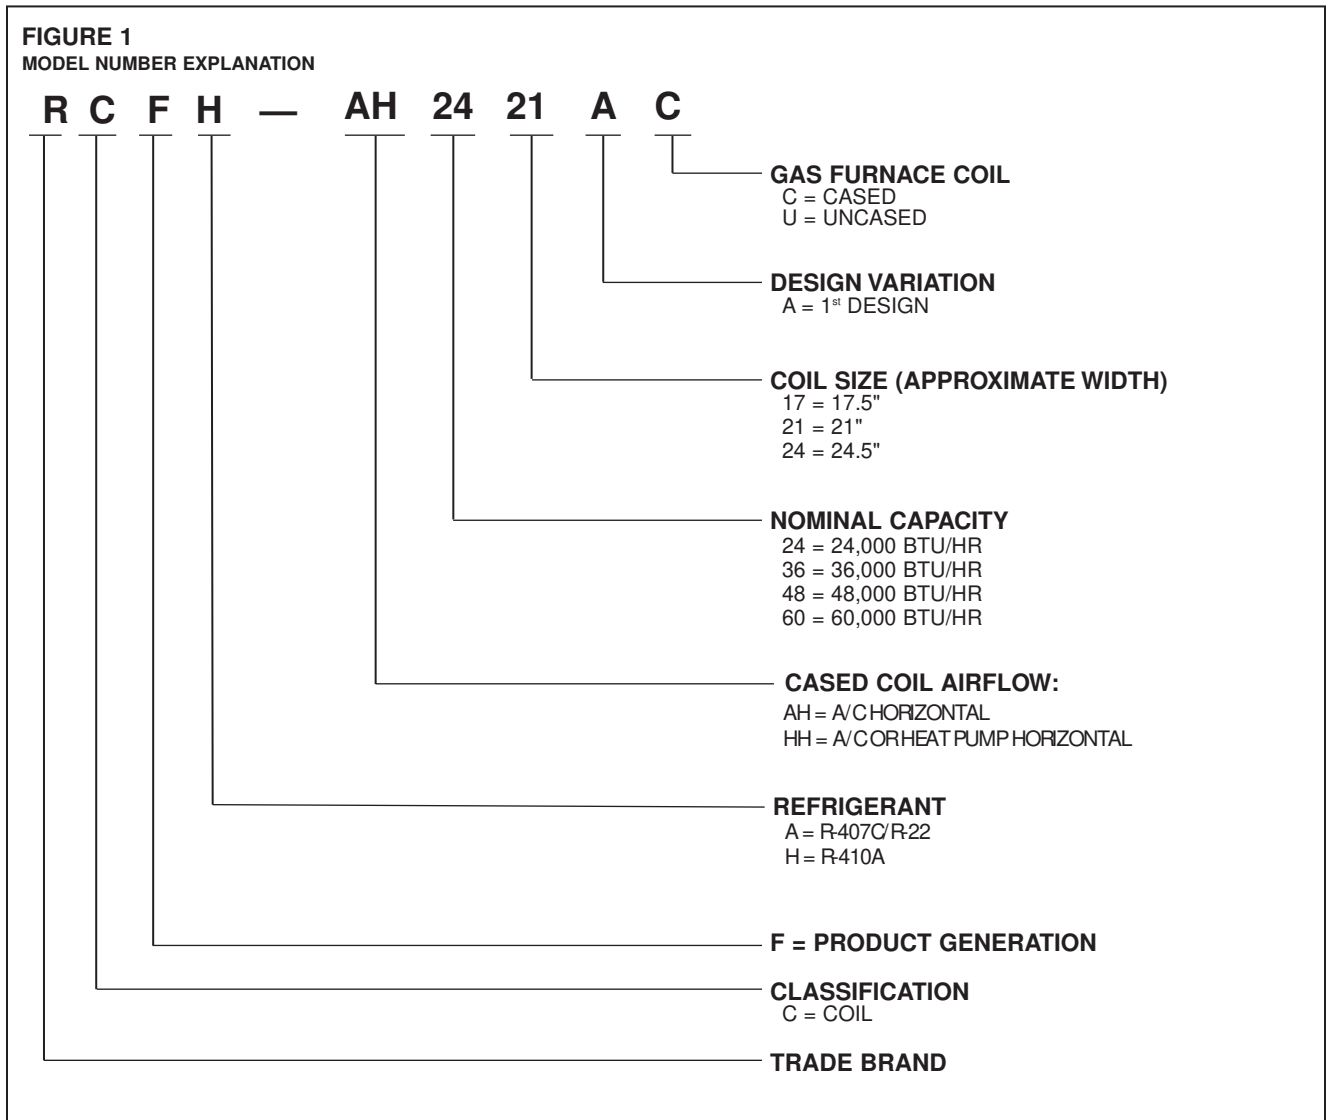 FIGURE 1
MODEL NUMBER EXPLANATION
R C F H — AH 24 21 A C
GAS FURNACE COIL
C = CASED
U = UNCASED
DESIGN VARIATION
A = 1st DESIGN
COIL SIZE (APPROXIMATE WIDTH)
17 = 17.5"
21 = 21"
24 = 24.5"
NOMINAL CAPACITY
24 = 24,000 BTU/HR
36 = 36,000 BTU/HR
48 = 48,000 BTU/HR
60 = 60,000 BTU/HR
CASED COIL AIRFLOW:
AH = A/C HORIZONTAL
HH = A/C OR HEAT PUMP HORIZONTAL
REFRIGERANT
A = R-407C/R-22
H = R-410A
F = PRODUCT GENERATION
CLASSIFICATION
C = COIL
TRADE BRAND